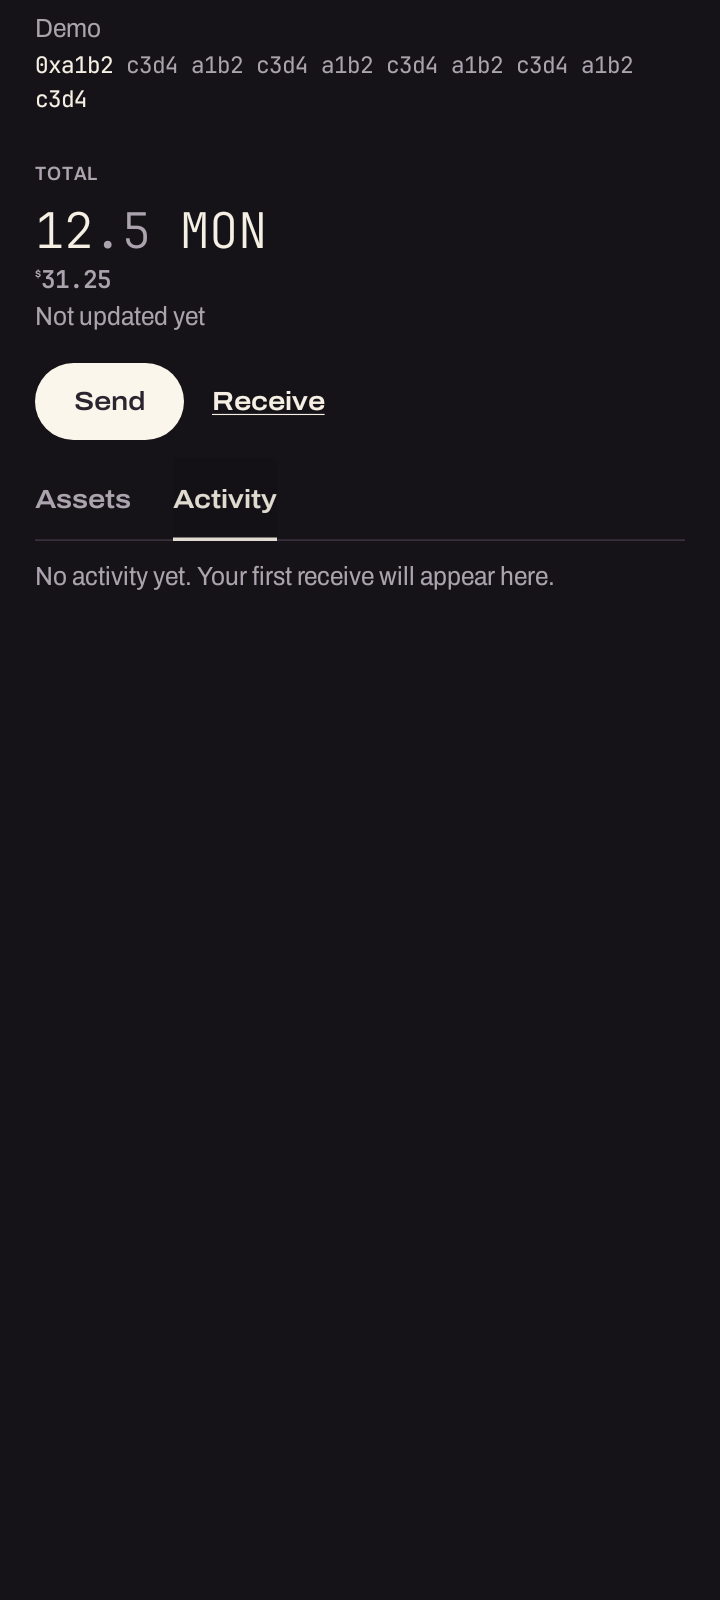 Demo
0xa1b2 c3d4 a1b2 c3d4 a1b2 c3d4 a1b2 c3d4 a1b2
c3d4
TOTAL
12.5 MON
$31.25
Not updated yet
Send Receive
Assets Activity
No activity yet. Your first receive will appear here.